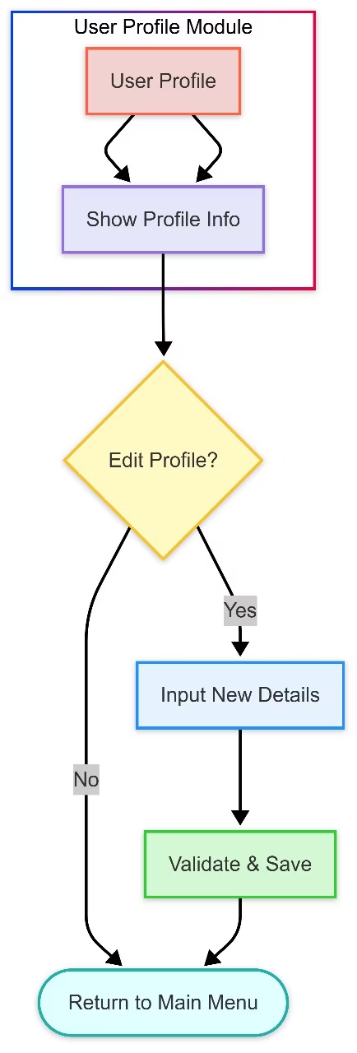 User Profile Module
User Profile
Show Profile Info
Edit Profile?
Yes
Input New Details
No
Validate & Save
Return to Main Menu